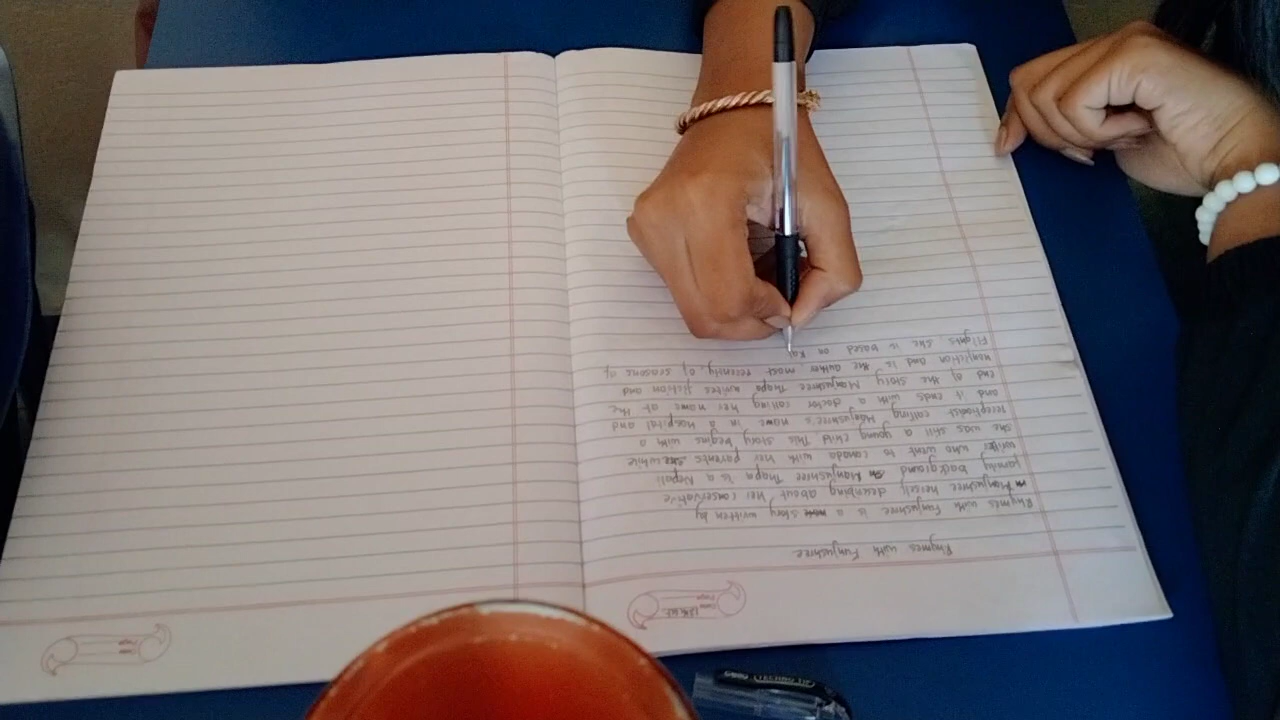 Rhymes with Funjushree
Rhymes with Funjushree is a story written by
Manjushree herself describing about her conservative
family background Manjushree Thapa is a Nepali
writer who went to canada with her parents while
she was still a young child This story begins with a
receptionist calling Manjushree's name in a hospital and
and it ends with a doctor calling her name at the
end of the story Manjushree Thapa writes fiction and
nonfiction and is the author most recently, of seasons of
Flights. she is based on